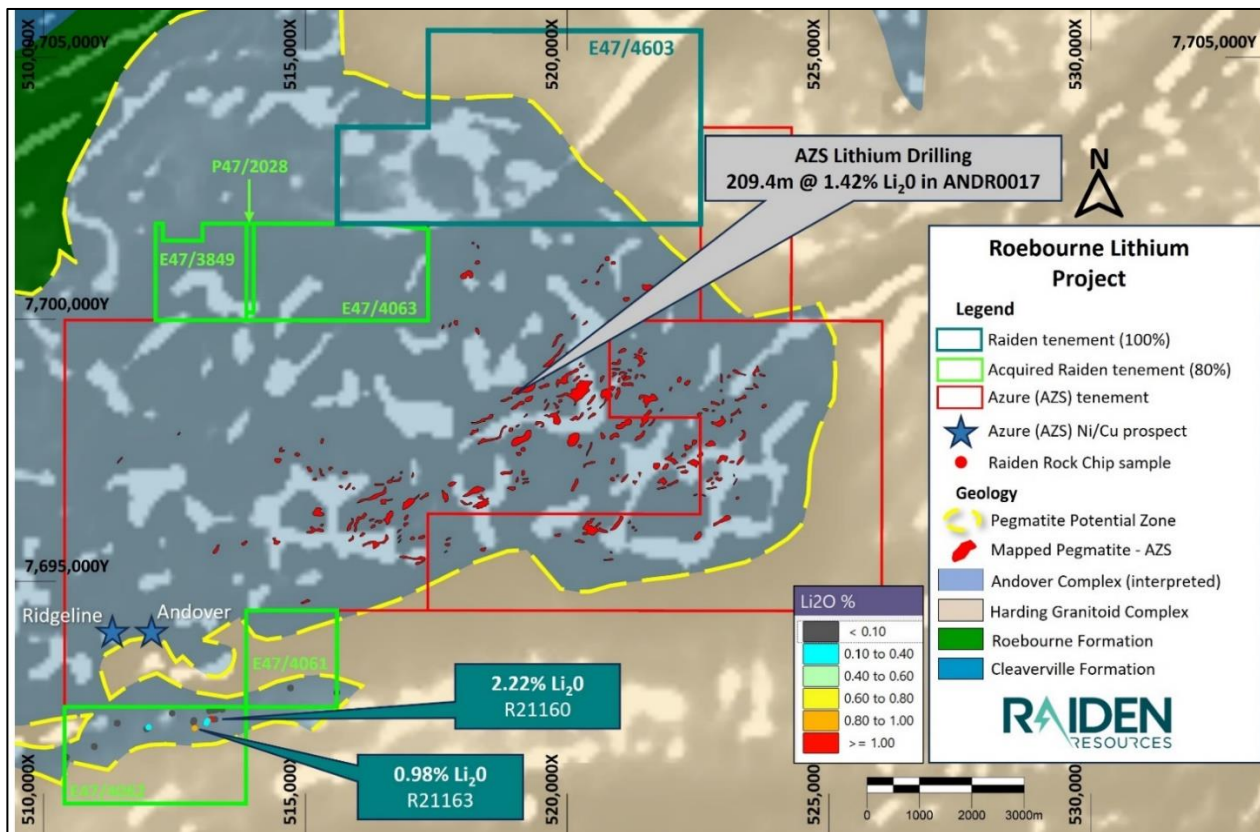 7,705,000Y
510,000X
515,000X
520,000X
525,000X
530,000X
7,705,000Y
E47/4603
P47/2028
AZS Lithium Drilling
209.4m @ 1.42% Li₂0 in ANDR0017
N
E47/3849
E47/4063
7,700,000Y
Roebourne Lithium
Project
Legend
Raiden tenement (100%)
Acquired Raiden tenement (80%)
Azure (AZS) tenement
Azure (AZS) Ni/Cu prospect
Raiden Rock Chip sample
Geology
Pegmatite Potential Zone
Mapped Pegmatite - AZS
Andover Complex (interpreted)
Harding Granitoid Complex
Roebourne Formation
Cleaverville Formation
RAIDEN
RESOURCES
7,695,000Y
Ridgeline
Andover
E47/4061
Li2O %
< 0.10
0.10 to 0.40
0.40 to 0.60
0.60 to 0.80
0.80 to 1.00
>= 1.00
2.22% Li₂0
R21160
0.98% Li₂0
R21163
E47/4062
510,000X
515,000X
520,000X
525,000X
530,000X
0
1000
2000
3000m